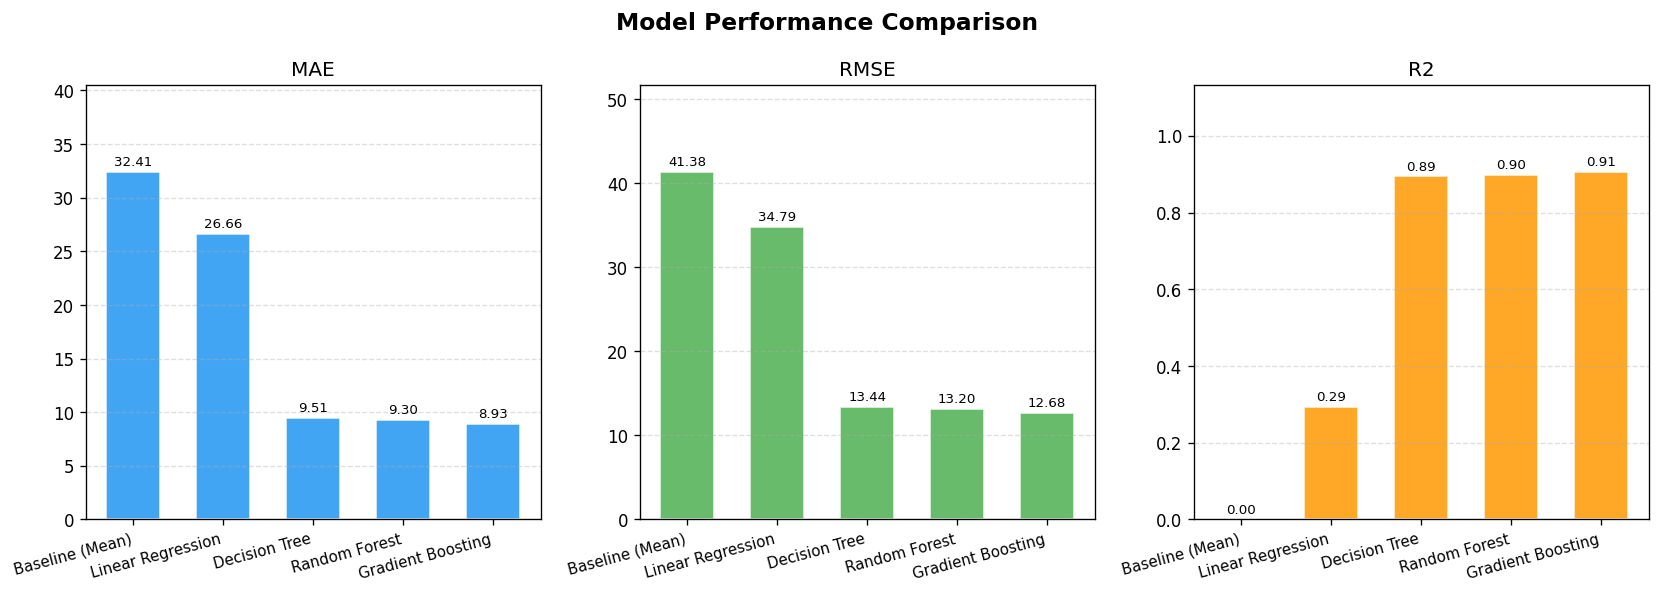 Model Performance Comparison
MAE
40
35
30
25
20
15
10
5
0
32.41
26.66
9.51
9.30
8.93
Baseline (Mean)
Linear Regression
Decision Tree
Random Forest
Gradient Boosting
RMSE
50
40
30
20
10
0
41.38
34.79
13.44
13.20
12.68
Baseline (Mean)
Linear Regression
Decision Tree
Random Forest
Gradient Boosting
R2
1.0
0.8
0.6
0.4
0.2
0.0
0.00
0.29
0.89
0.90
0.91
Baseline (Mean)
Linear Regression
Decision Tree
Random Forest
Gradient Boosting